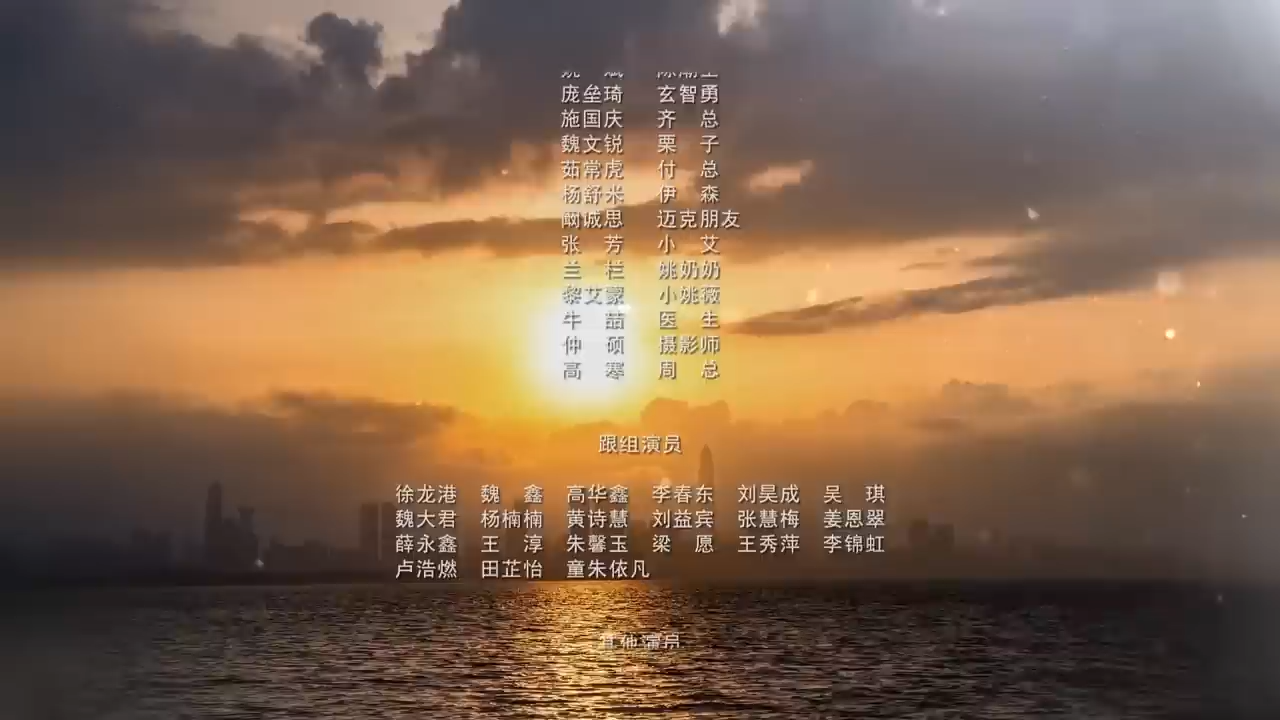 庞垒琦 玄智勇
施国庆 齐 总
魏文锐 栗 子
茹常虎 付 总
杨舒米 伊 森
阚诚思 迈克朋友
张 芳 小 艾
兰 栏 姚奶奶
黎艾蒙 小姚薇
牛 喆 医 生
仲 硕 摄影师
高 寒 周 总
跟组演员
徐龙港 魏 鑫 高华鑫 李春东 刘昊成 吴 琪
魏大君 杨楠楠 黄诗慧 刘益宾 张慧梅 姜恩翠
薛永鑫 王 淳 朱馨玉 梁 愿 王秀萍 李锦虹
卢浩燃 田芷怡 童朱依凡
其他演员